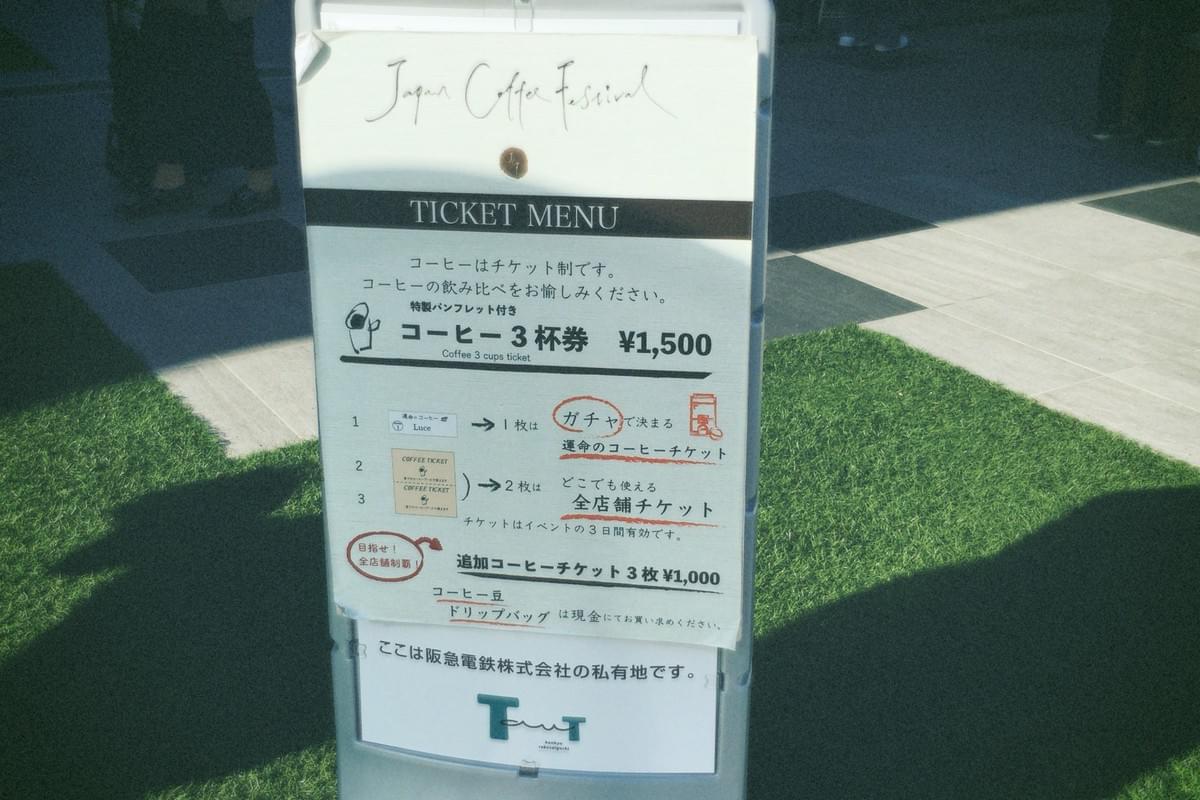 Japan Coffee Festival
TICKET MENU
コーヒーはチケット制です。
コーヒーの飲み比べをお愉しみください。
特製パンフレット付き
コーヒー3杯券 ¥1,500
Coffee 3 cups ticket
1 運命のコーヒー Luce → 1枚は ガチャで決まる
運命のコーヒーチケット
2 COFFEE TICKET
3 COFFEE TICKET
) → 2枚は どこでも使える
全店舗チケット
チケットはイベントの3日間有効です。
目指せ!
全店舗制覇!
追加コーヒーチケット3枚 ¥1,000
コーヒー豆
ドリップバッグ は現金にてお買い求めください。
ここは阪急電鉄株式会社の私有地です。
TauT
hankyu
rakusaiguchi